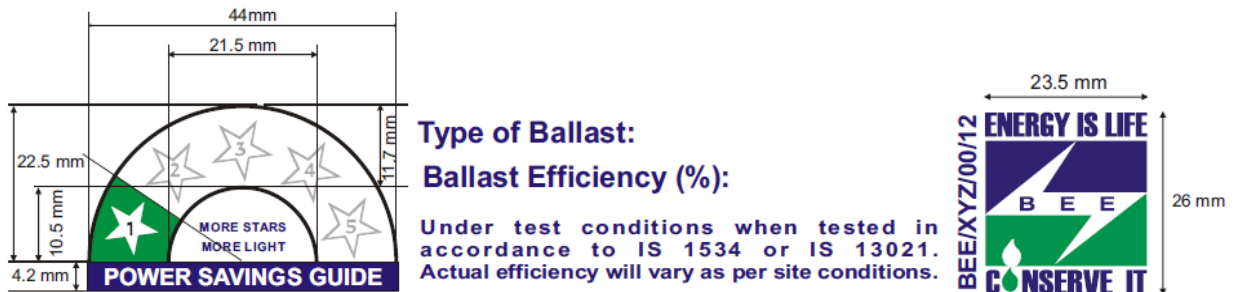 44mm
21.5 mm
22.5 mm
10.5 mm
4.2 mm
11.7 mm
1
2
3
4
5
MORE STARS
MORE LIGHT
POWER SAVINGS GUIDE
Type of Ballast:
Ballast Efficiency (%):
Under test conditions when tested in
accordance to IS 1534 or IS 13021.
Actual efficiency will vary as per site conditions.
BEE/XYZ/00/12
23.5 mm
ENERGY IS LIFE
BEE
CONSERVE IT
26 mm